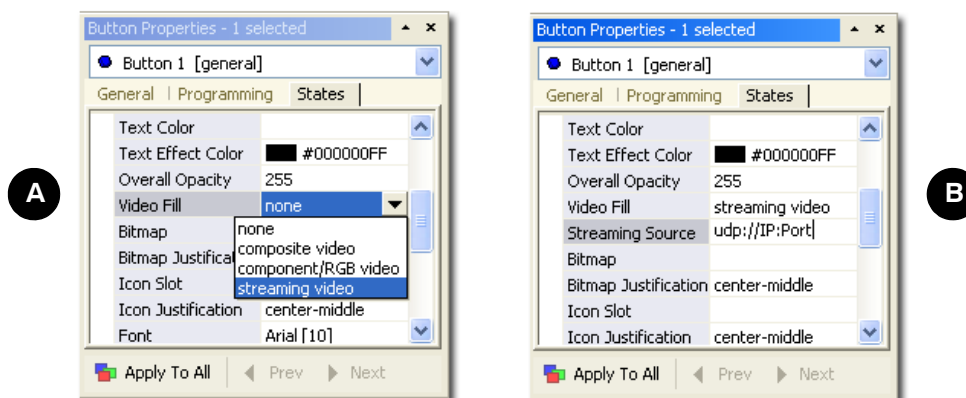 A
Button Properties - 1 selected
Button 1 [general]
General | Programming States
Text Color
Text Effect Color #000000FF
Overall Opacity 255
Video Fill none
none
composite video
component/RGB video
streaming video
Bitmap
Bitmap Justifica
Icon Slot
Icon Justification center-middle
Font Arial [10]
Apply To All Prev Next
B
Button Properties - 1 selected
Button 1 [general]
General | Programming States
Text Color
Text Effect Color #000000FF
Overall Opacity 255
Video Fill streaming video
Streaming Source udp://IP:Port
Bitmap
Bitmap Justification center-middle
Icon Slot
Icon Justification center-middle
Apply To All Prev Next